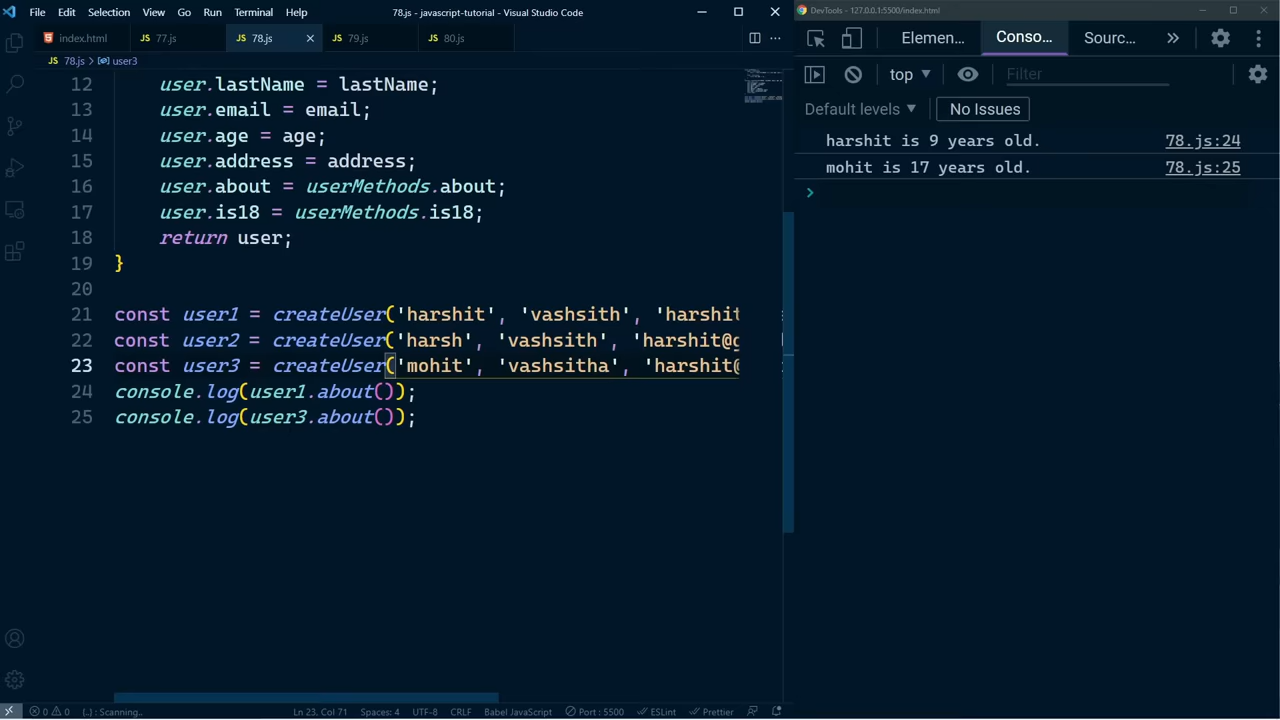 File Edit Selection View Go Run Terminal Help 78.js - javascript-tutorial - Visual Studio Code
index.html JS 77.js JS 78.js JS 79.js JS 80.js
JS 78.js > user3
12 user.lastName = lastName;
13 user.email = email;
14 user.age = age;
15 user.address = address;
16 user.about = userMethods.about;
17 user.is18 = userMethods.is18;
18 return user;
19 }
20
21 const user1 = createUser('harshit', 'vashsith', 'harshit
22 const user2 = createUser('harsh', 'vashsith', 'harshit@g
23 const user3 = createUser('mohit', 'vashsitha', 'harshit@
24 console.log(user1.about());
25 console.log(user3.about());
0 0 {..} : Scanning.. Ln 23, Col 71 Spaces: 4 UTF-8 CRLF Babel JavaScript Port : 5500 ESLint Prettier
DevTools - 127.0.0.1:5500/index.html
Elemen... Conso... Sourc... »
top Filter
Default levels No Issues
harshit is 9 years old. 78.js:24
mohit is 17 years old. 78.js:25